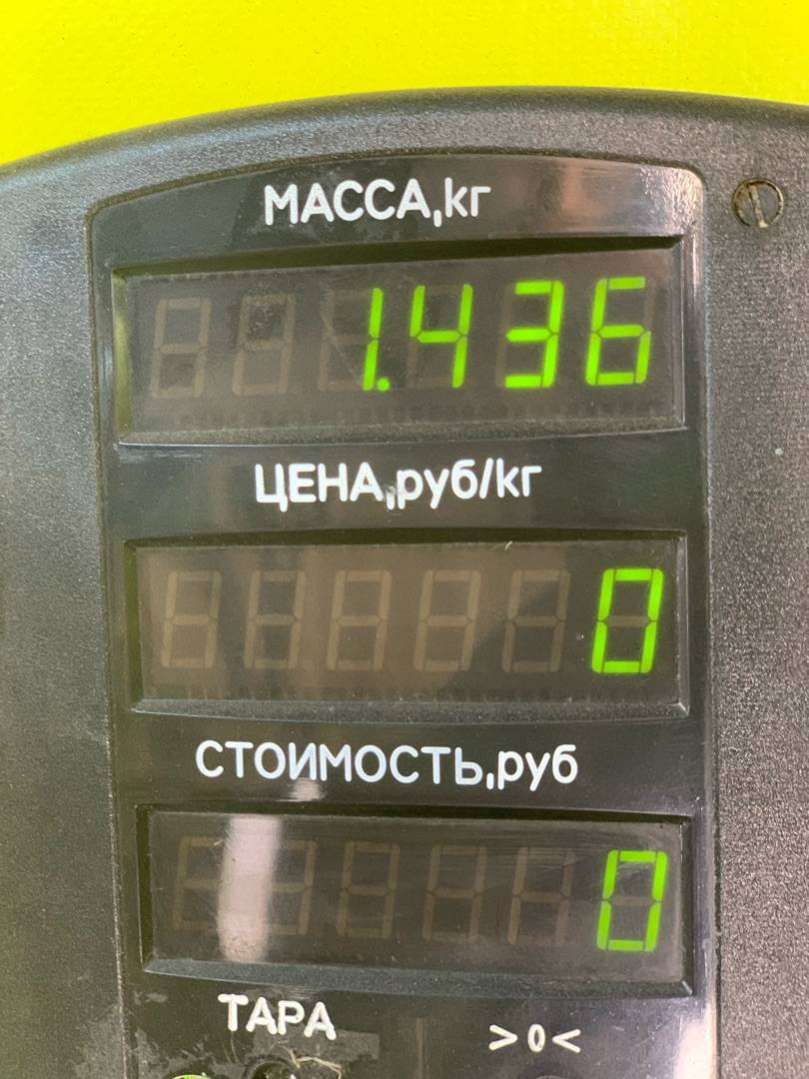 МАССА,кг
1.436
ЦЕНА,руб/кг
0
СТОИМОСТЬ,руб
0
ТАРА >0<